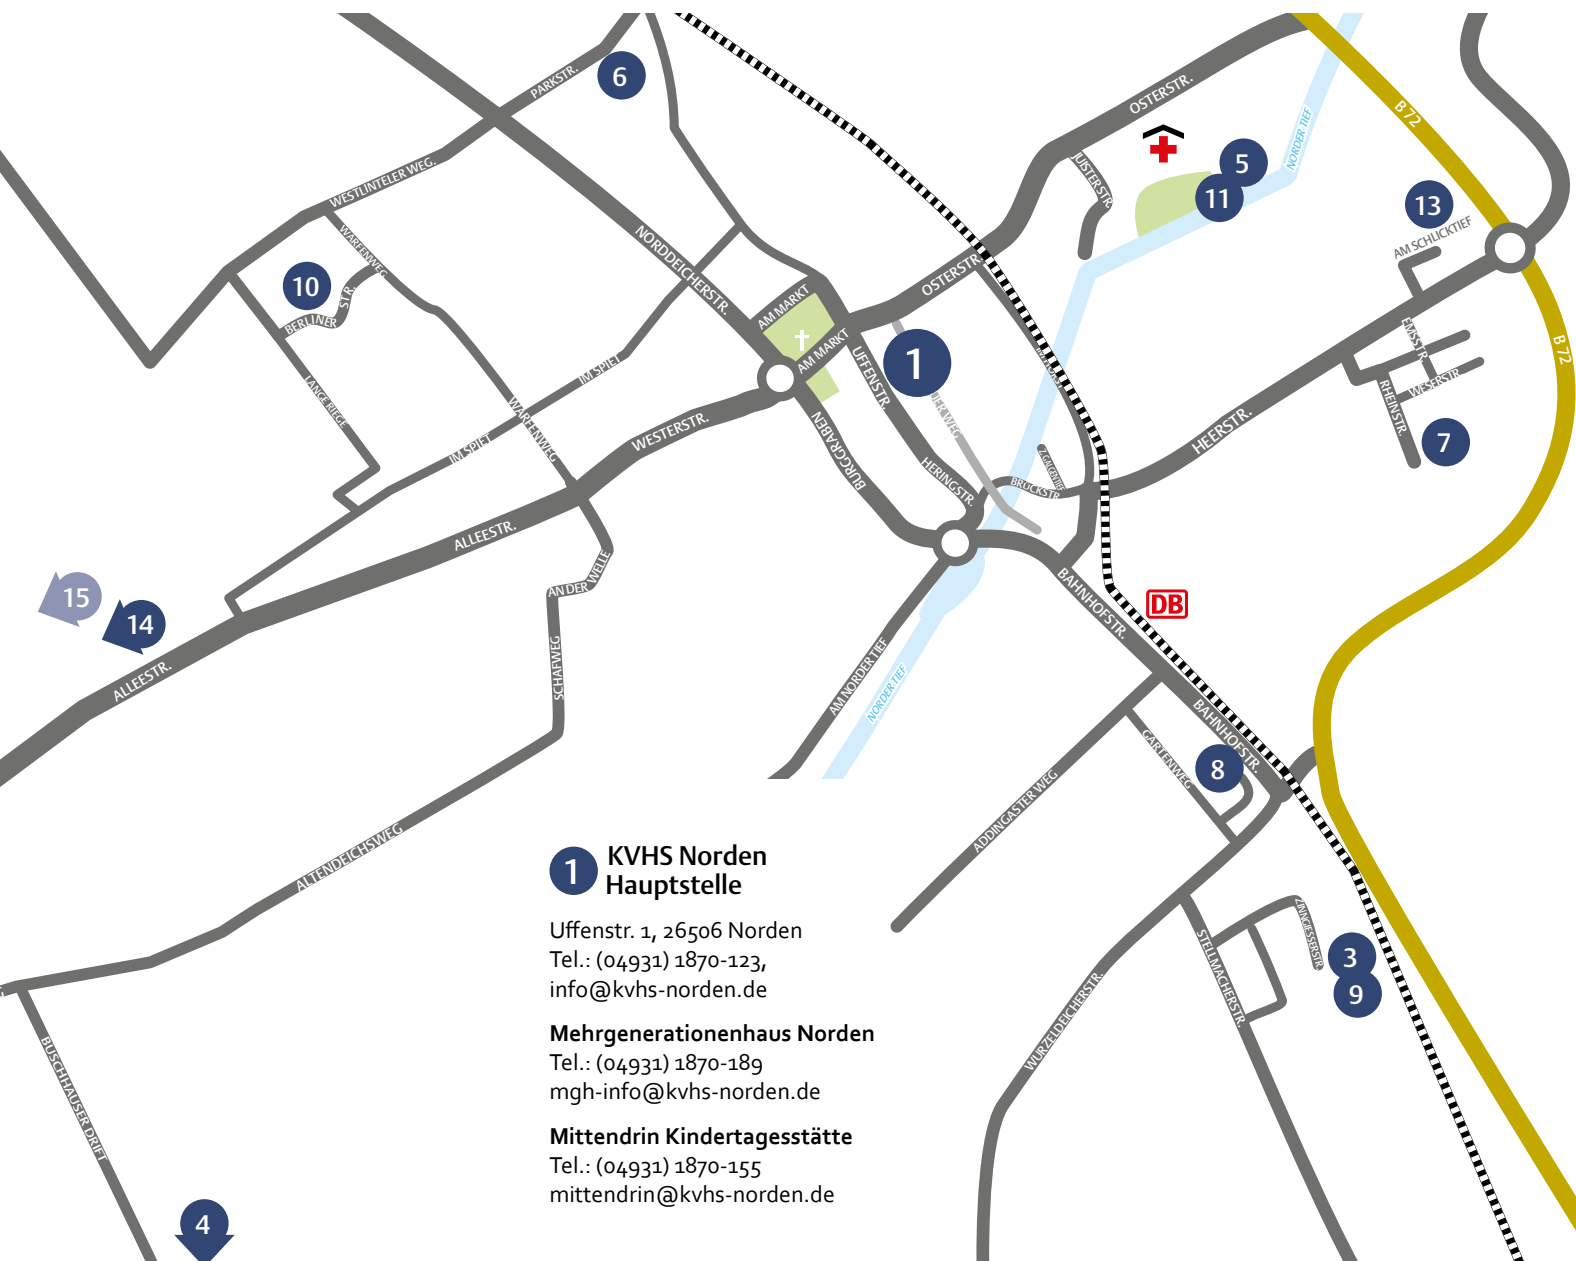 PARKSTR.
6
OSTERSTR.
B 72
NORDER TIEF
JUISTERSTR.
5
11
13
AM SCHLICKTIEF
WESTLINTELER WEG.
WARFENWEG
NORDDEICHERSTR.
10
BERLINER STR.
OSTERSTR.
AM MARKT
AM MARKT
1
UFFENSTR.
EMSSTR.
WESERSTR.
RHEINSTR.
B 72
7
LANGE RIEGE
IM SPIET
IM SPIET
WARFENWEG
WESTERSTR.
BURGGRABEN
HERINGSTR.
BRÜCKSTR.
HEERSTR.
ALLEESTR.
15
14
ALLEESTR.
AN DER WELLE
SCHAFWEG
DB
BAHNHOFSTR.
AM NORDER TIEF
NORDER TIEF
BAHNHOFSTR.
GARTENWEG
8
ADDINGASTER WEG
ALTENDEICHSWEG
1 KVHS Norden
Hauptstelle
Uffenstr. 1, 26506 Norden
Tel.: (04931) 1870-123,
info@kvhs-norden.de
Mehrgenerationenhaus Norden
Tel.: (04931) 1870-189
mgh-info@kvhs-norden.de
Mittendrin Kindertagesstätte
Tel.: (04931) 1870-155
mittendrin@kvhs-norden.de
ZINNGIESSERSTR.
STELLMACHERSTR.
3
9
WURZELDEICHERSTR.
BUSCHHAUSER DRIFT
4